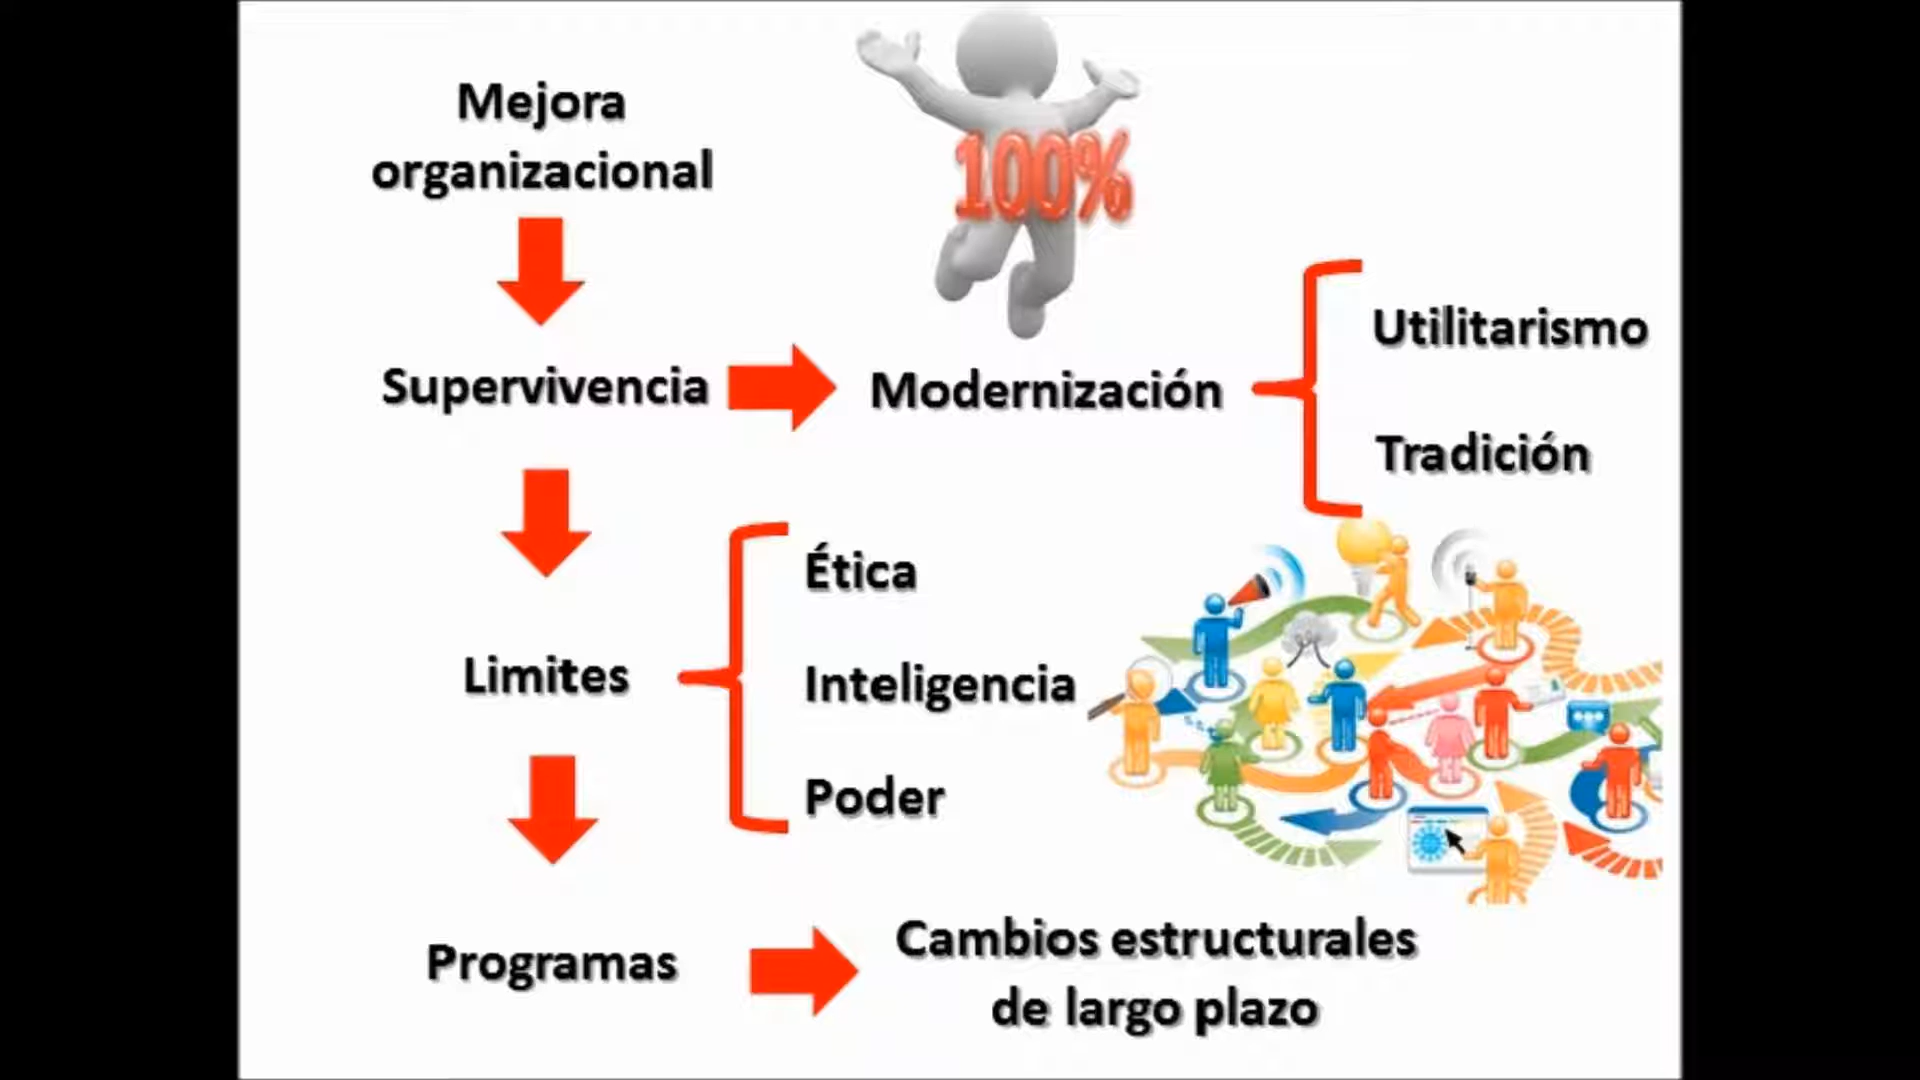 Mejora
organizacional
100%
Supervivencia
Modernización
Utilitarismo
Tradición
Limites
Ética
Inteligencia
Poder
Programas
Cambios estructurales
de largo plazo